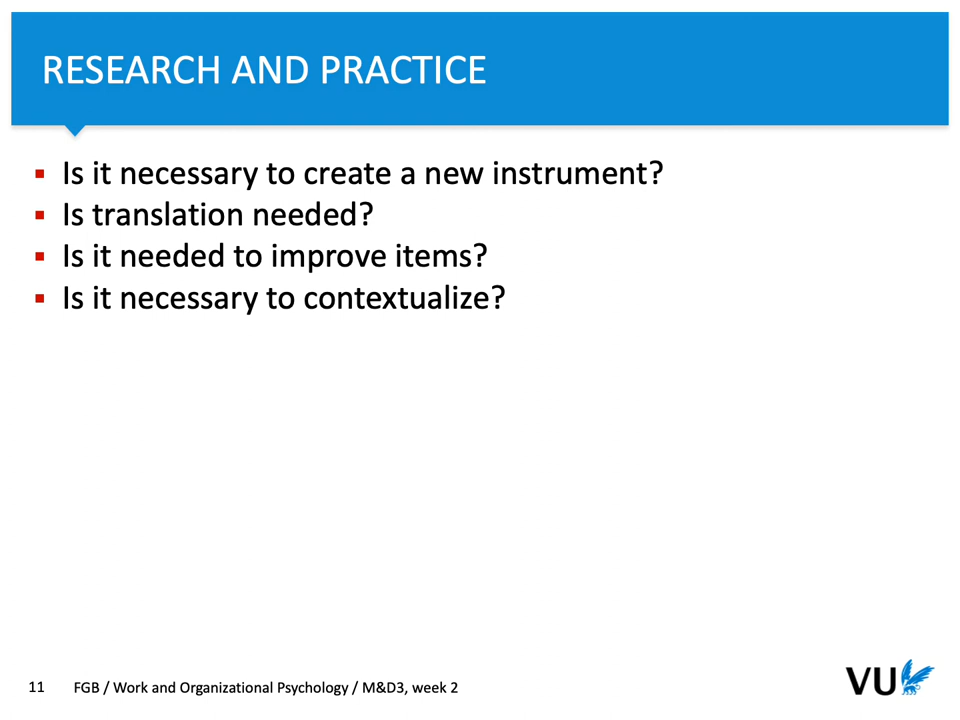 RESEARCH AND PRACTICE
▪ Is it necessary to create a new instrument?
▪ Is translation needed?
▪ Is it needed to improve items?
▪ Is it necessary to contextualize?
11 FGB / Work and Organizational Psychology / M&D3, week 2
VU